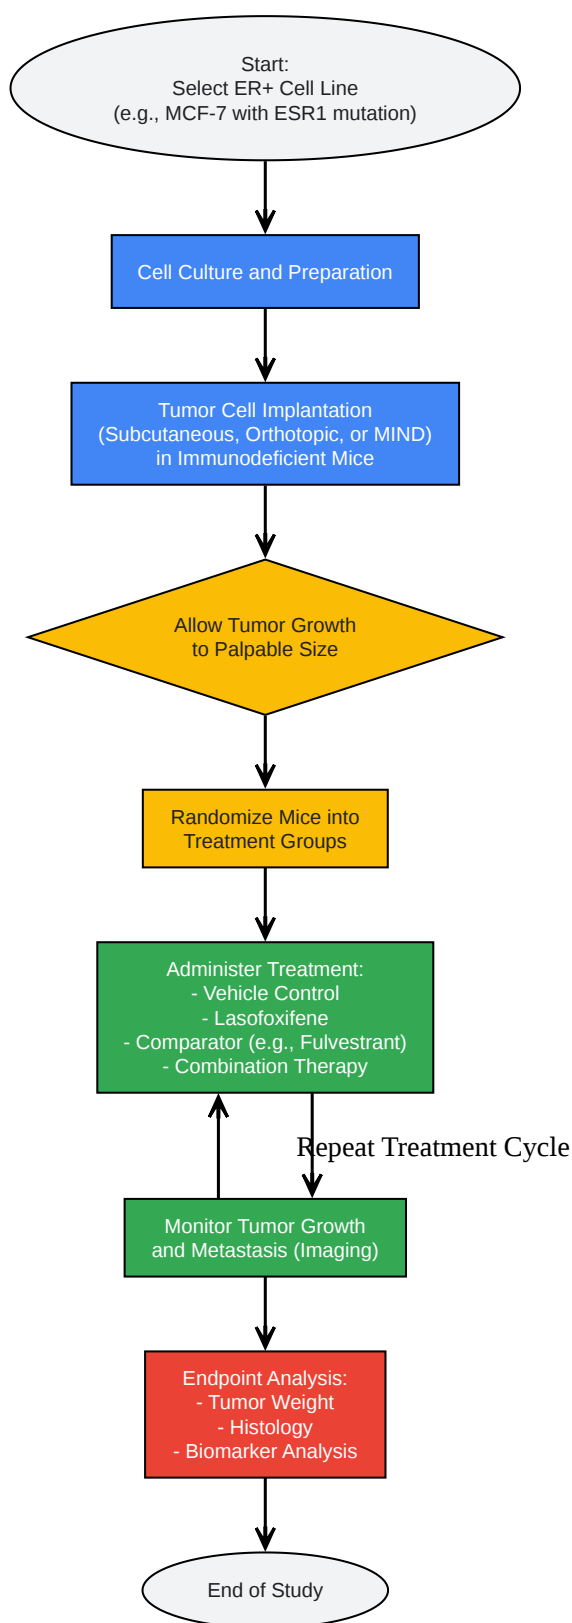 Start:
Select ER+ Cell Line
(e.g., MCF-7 with ESR1 mutation)
Cell Culture and Preparation
Tumor Cell Implantation
(Subcutaneous, Orthotopic, or MIND)
in Immunodeficient Mice
Allow Tumor Growth
to Palpable Size
Randomize Mice into
Treatment Groups
Administer Treatment:
- Vehicle Control
- Lasofoxifene
- Comparator (e.g., Fulvestrant)
- Combination Therapy
Repeat Treatment Cycle
Monitor Tumor Growth
and Metastasis (Imaging)
Endpoint Analysis:
- Tumor Weight
- Histology
- Biomarker Analysis
End of Study